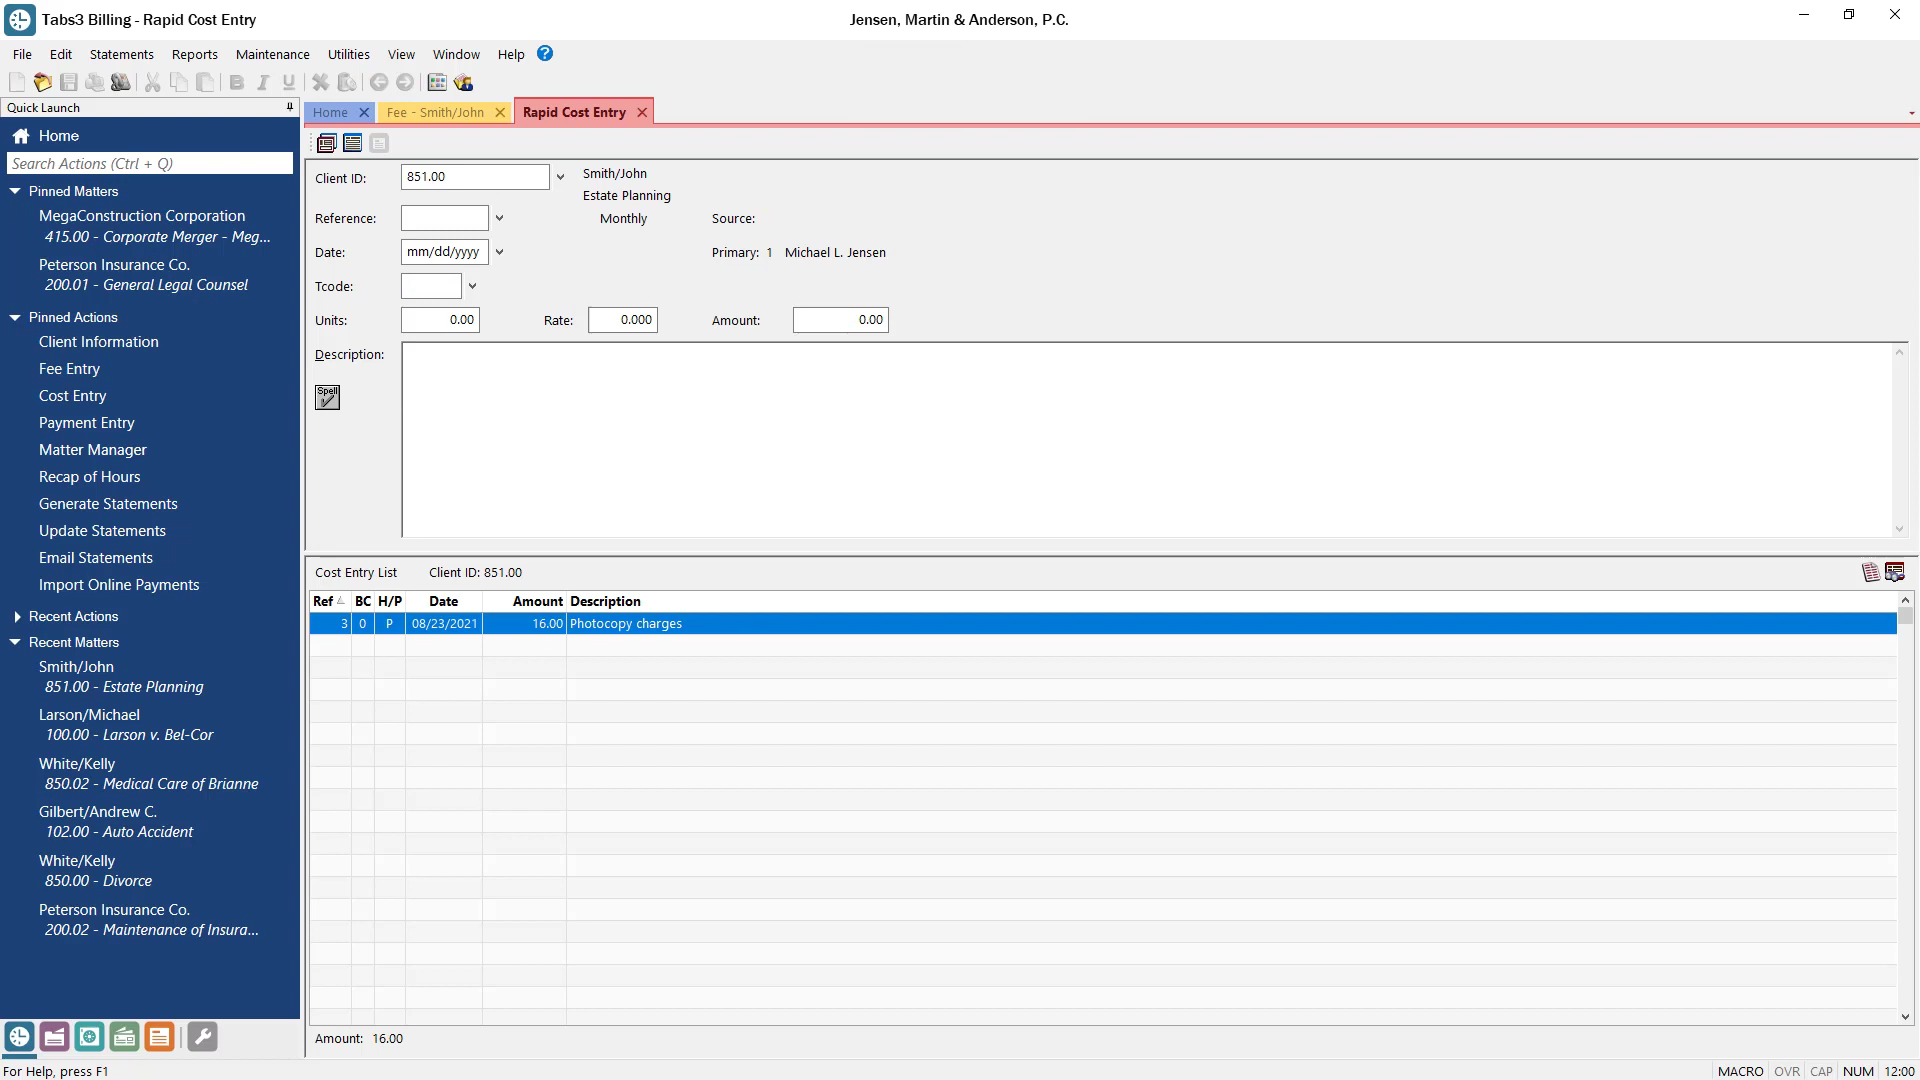 Tabs3 Billing - Rapid Cost Entry
Jensen, Martin & Anderson, P.C.
File Edit Statements Reports Maintenance Utilities View Window Help ?
B I U
Quick Launch
Home Fee - Smith/John Rapid Cost Entry
Home
Search Actions (Ctrl + Q)
Pinned Matters
MegaConstruction Corporation
415.00 - Corporate Merger - Meg...
Peterson Insurance Co.
200.01 - General Legal Counsel
Pinned Actions
Client Information
Fee Entry
Cost Entry
Payment Entry
Matter Manager
Recap of Hours
Generate Statements
Update Statements
Email Statements
Import Online Payments
Recent Actions
Recent Matters
Smith/John
851.00 - Estate Planning
Larson/Michael
100.00 - Larson v. Bel-Cor
White/Kelly
850.02 - Medical Care of Brianne
Gilbert/Andrew C.
102.00 - Auto Accident
White/Kelly
850.00 - Divorce
Peterson Insurance Co.
200.02 - Maintenance of Insura...
Client ID: 851.00 Smith/John
Estate Planning
Reference: Monthly Source:
Date: mm/dd/yyyy Primary: 1 Michael L. Jensen
Tcode:
Units: 0.00 Rate: 0.000 Amount: 0.00
Description:
Spell
Cost Entry List Client ID: 851.00
Ref BC H/P Date Amount Description
3 0 P 08/23/2021 16.00 Photocopy charges
Amount: 16.00
For Help, press F1
MACRO OVR CAP NUM 12:00